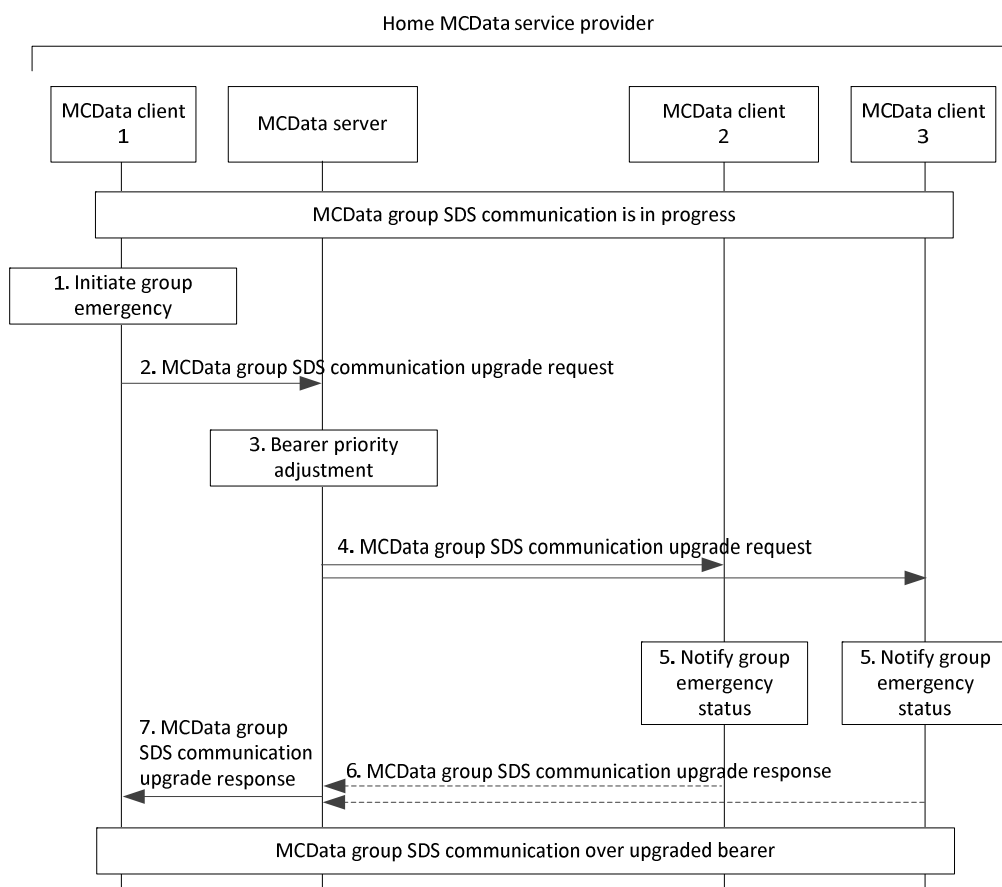 Home MCData service provider
MCData client
1
MCData server
MCData client
2
MCData client
3
MCData group SDS communication is in progress
1. Initiate group
emergency
2. MCData group SDS communication upgrade request
3. Bearer priority
adjustment
4. MCData group SDS communication upgrade request
5. Notify group
emergency
status
5. Notify group
emergency
status
7. MCData group
SDS communication
upgrade response
6. MCData group SDS communication upgrade response
MCData group SDS communication over upgraded bearer